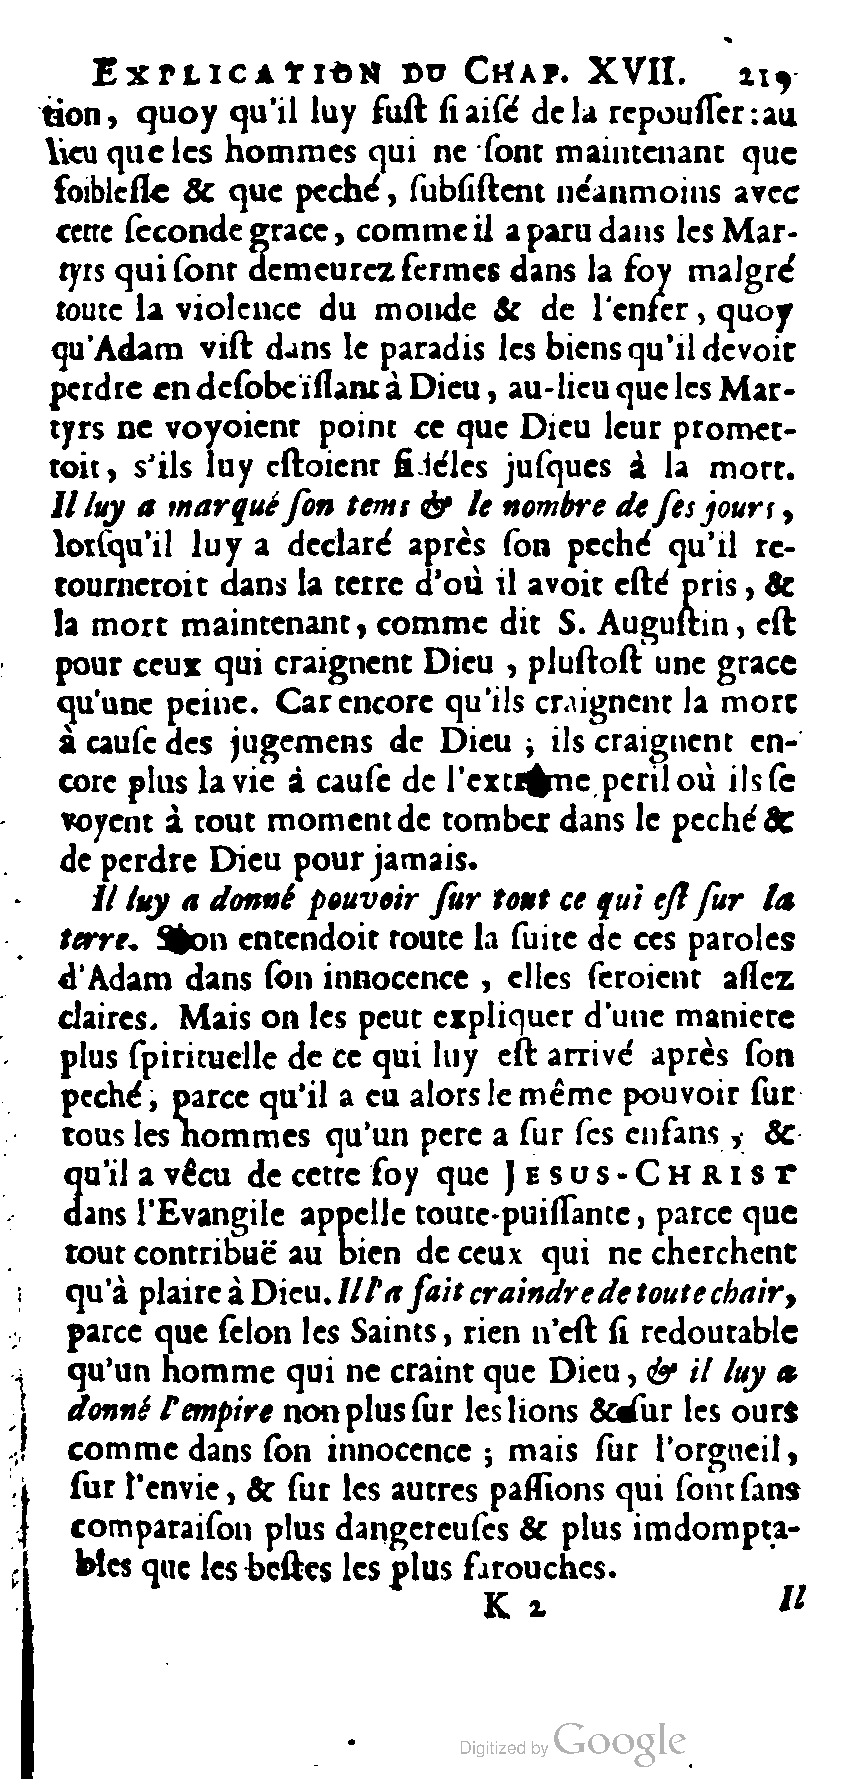 EXPLICATION DU CHAP. XVII. 219
tion, quoy qu'il luy fuſt ſi aiſé de la repouſſer: au
lieu que les hommes qui ne ſont maintenant que
foibleſſe & que peché, ſubſiſtent néanmoins avec
cette ſeconde grace, comme il a paru dans les Mar-
tyrs qui ſont demeurez fermes dans la foy malgré
toute la violence du monde & de l'enfer, quoy
qu'Adam viſt dans le paradis les biens qu'il devoit
perdre en deſobeïſſant à Dieu, au-lieu que les Mar-
tyrs ne voyoient point ce que Dieu leur promet-
toit, s'ils luy eſtoient fidéles juſques à la mort.
Il luy a marqué ſon tems & le nombre de ſes jours,
lorſqu'il luy a declaré après ſon peché qu'il re-
tourneroit dans la terre d'où il avoit eſté pris, &
la mort maintenant, comme dit S. Auguſtin, eſt
pour ceux qui craignent Dieu, pluſtoſt une grace
qu'une peine. Car encore qu'ils craignent la mort
à cauſe des jugemens de Dieu; ils craignent en-
core plus la vie à cauſe de l'extrême peril où ils ſe
voyent à tout moment de tomber dans le peché &
de perdre Dieu pour jamais.
Il luy a donné pouvoir ſur tout ce qui eſt ſur la
terre. Si on entendoit toute la ſuite de ces paroles
d'Adam dans ſon innocence, elles ſeroient aſſez
claires. Mais on les peut expliquer d'une maniere
plus ſpirituelle de ce qui luy eſt arrivé après ſon
peché, parce qu'il a eu alors le même pouvoir ſur
tous les hommes qu'un pere a ſur ſes enfans, &
qu'il a vêcu de cette foy que JESUS-CHRIST
dans l'Evangile appelle toute-puiſſante, parce que
tout contribuë au bien de ceux qui ne cherchent
qu'à plaire à Dieu. Il l'a fait craindre de toute chair,
parce que ſelon les Saints, rien n'eſt ſi redoutable
qu'un homme qui ne craint que Dieu, & il luy a
donné l'empire non plus ſur les lions & ſur les ours
comme dans ſon innocence; mais ſur l'orgueil,
ſur l'envie, & ſur les autres paſſions qui ſont ſans
comparaiſon plus dangereuſes & plus imdompta-
bles que les beſtes les plus farouches.
K 2 Il
Digitized by Google